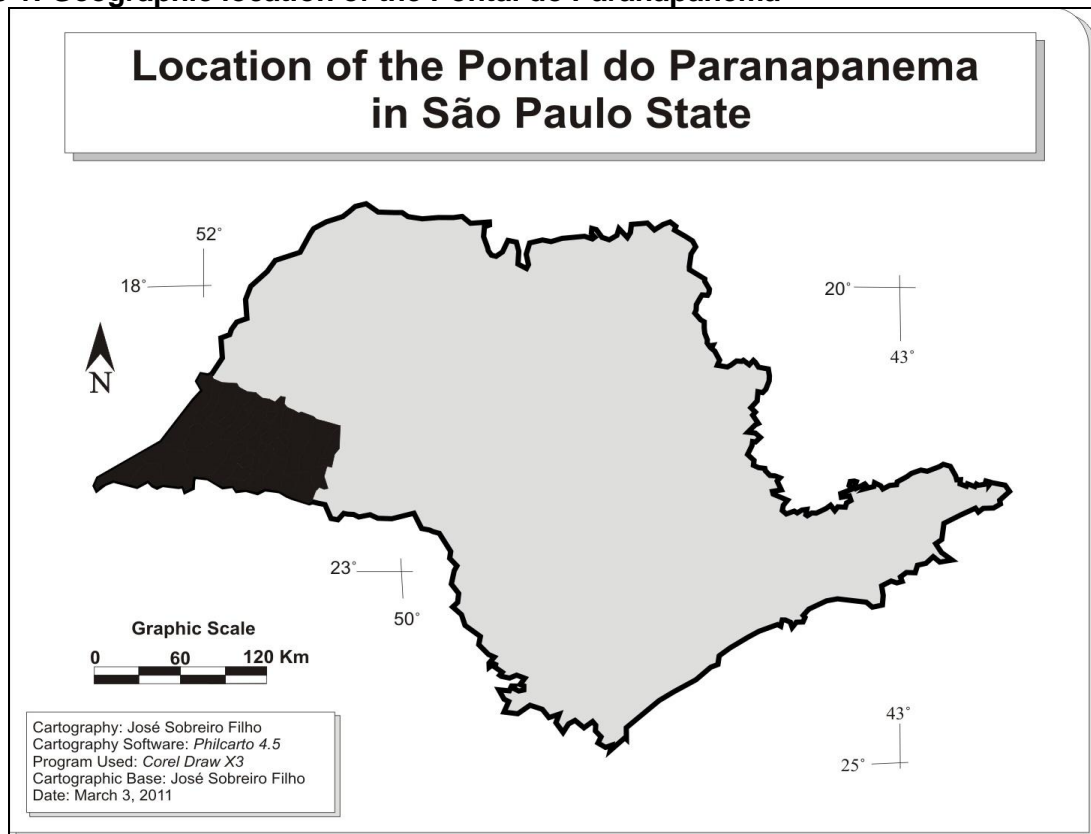 Location of the Pontal do Paranapanema
in São Paulo State
52°
18°
20°
43°
N
23°
50°
Graphic Scale
0 60 120 Km
43°
25°
Cartography: José Sobreiro Filho
Cartography Software: Philcarto 4.5
Program Used: Corel Draw X3
Cartographic Base: José Sobreiro Filho
Date: March 3, 2011